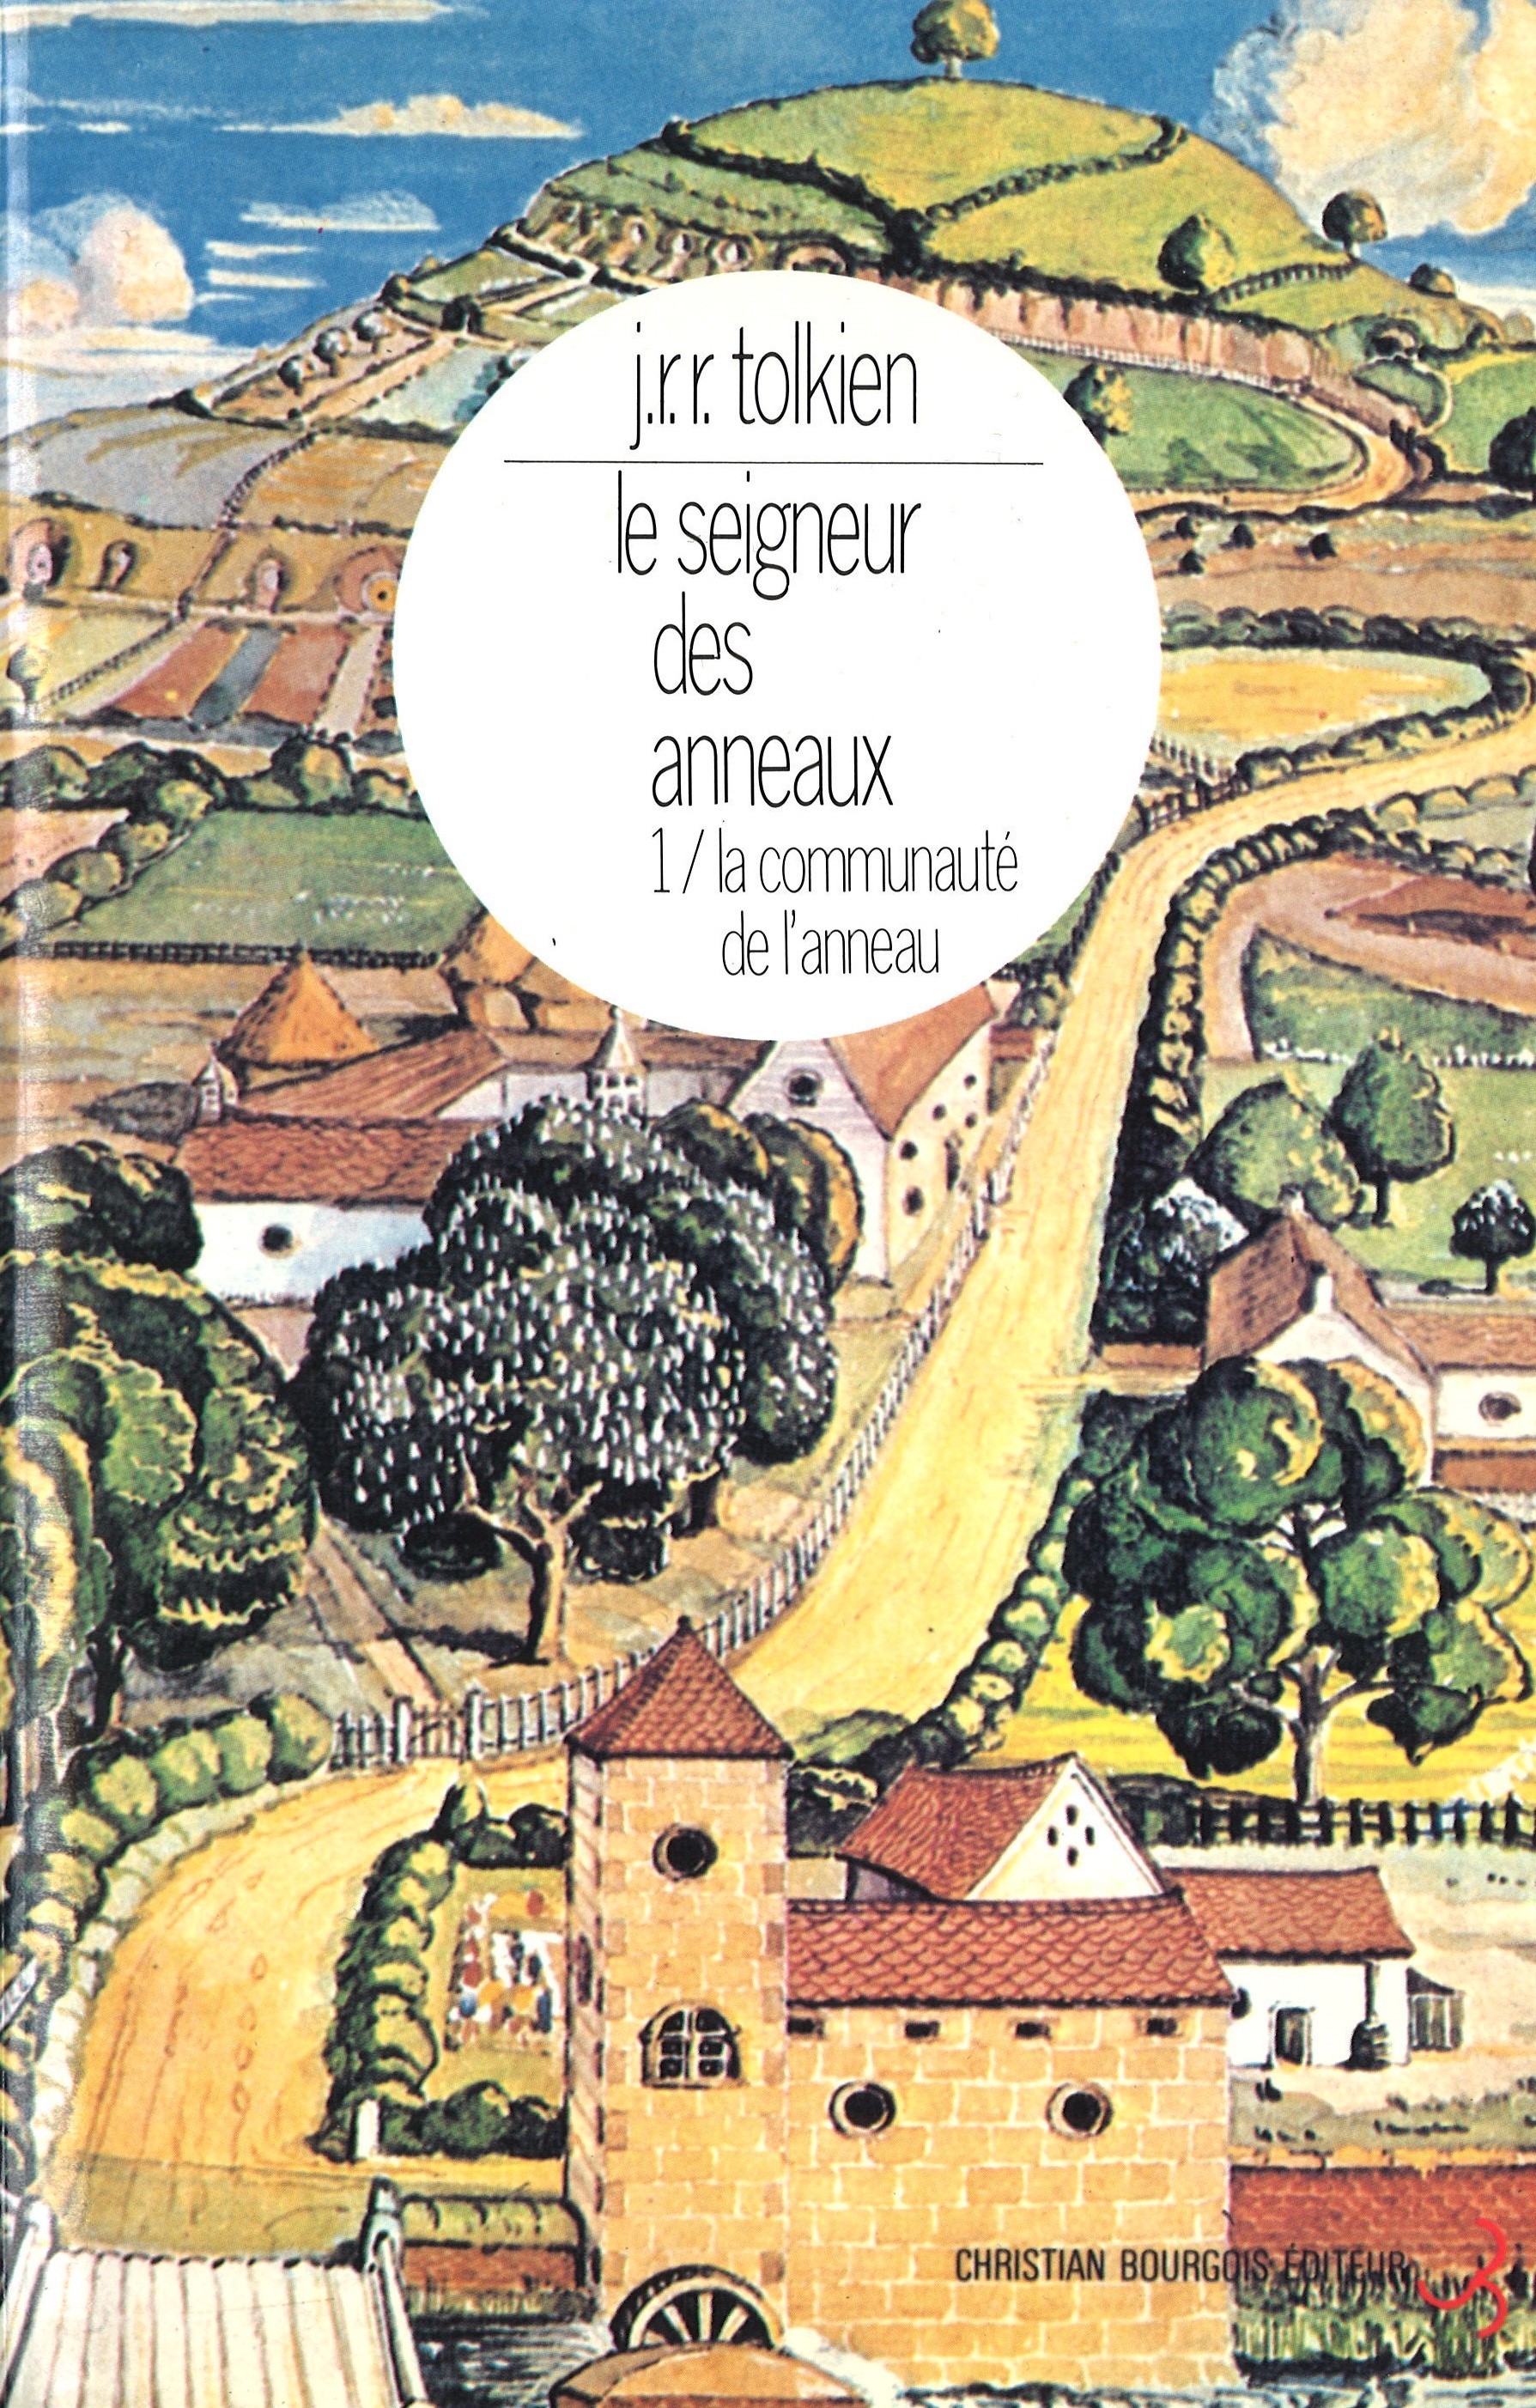 j.r.r. tolkien
le seigneur
des
anneaux
1 / la communauté
de l'anneau
CHRISTIAN BOURGOIS ÉDITEUR